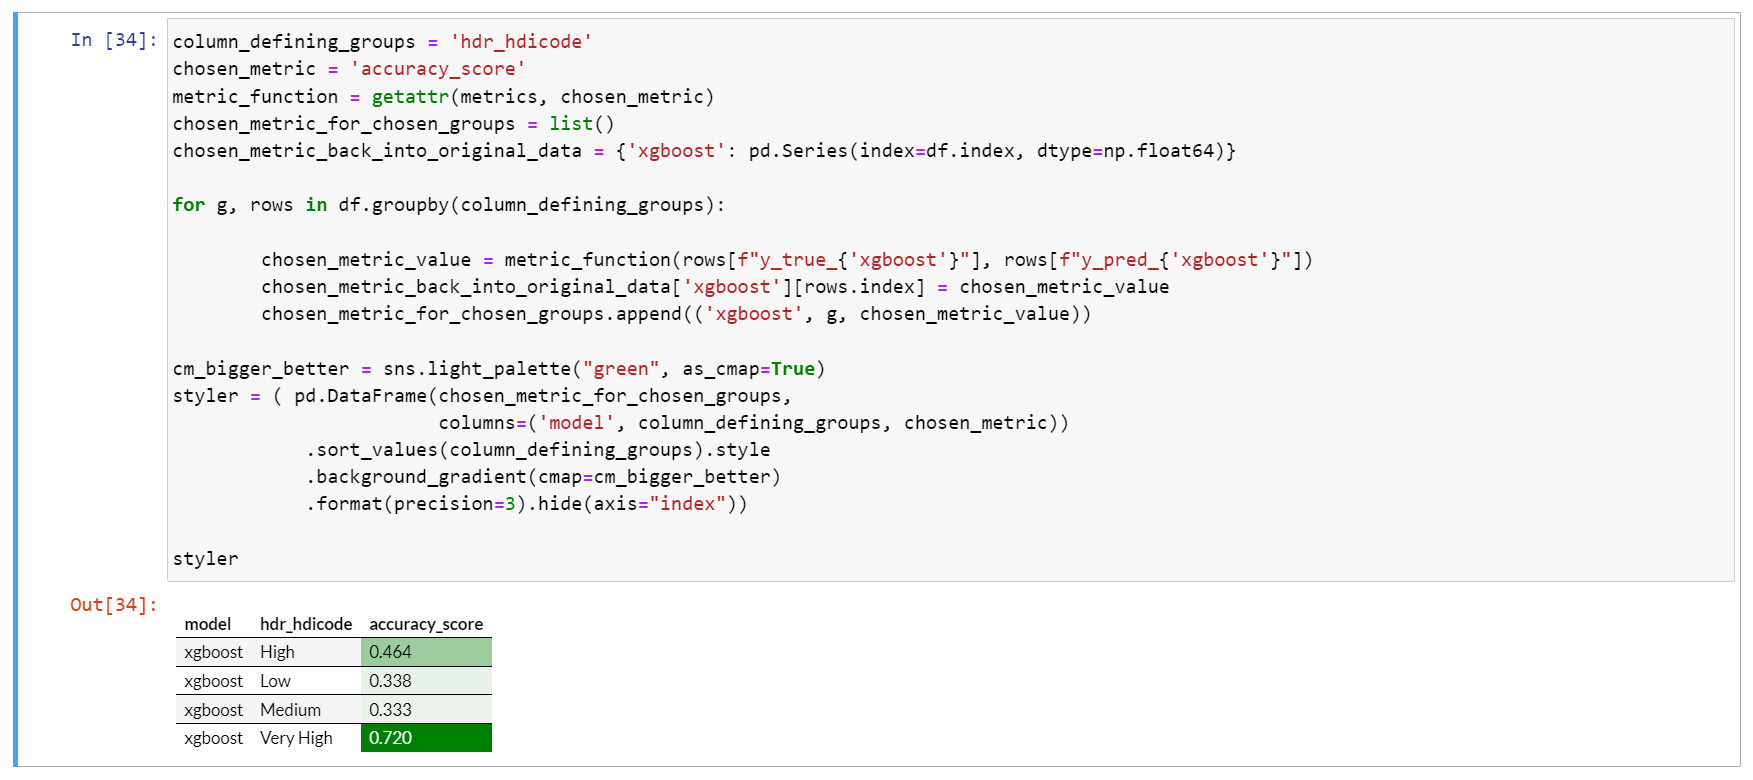 In [34]:
column_defining_groups = 'hdr_hdicode'
chosen_metric = 'accuracy_score'
metric_function = getattr(metrics, chosen_metric)
chosen_metric_for_chosen_groups = list()
chosen_metric_back_into_original_data = {'xgboost': pd.Series(index=df.index, dtype=np.float64)}
for g, rows in df.groupby(column_defining_groups):
chosen_metric_value = metric_function(rows[f"y_true_{'xgboost'}"], rows[f"y_pred_{'xgboost'}"])
chosen_metric_back_into_original_data['xgboost'][rows.index] = chosen_metric_value
chosen_metric_for_chosen_groups.append(('xgboost', g, chosen_metric_value))
cm_bigger_better = sns.light_palette("green", as_cmap=True)
styler = ( pd.DataFrame(chosen_metric_for_chosen_groups,
columns=('model', column_defining_groups, chosen_metric))
.sort_values(column_defining_groups).style
.background_gradient(cmap=cm_bigger_better)
.format(precision=3).hide(axis="index"))
styler
Out[34]:
model hdr_hdicode accuracy_score
xgboost High 0.464
xgboost Low 0.338
xgboost Medium 0.333
xgboost Very High 0.720